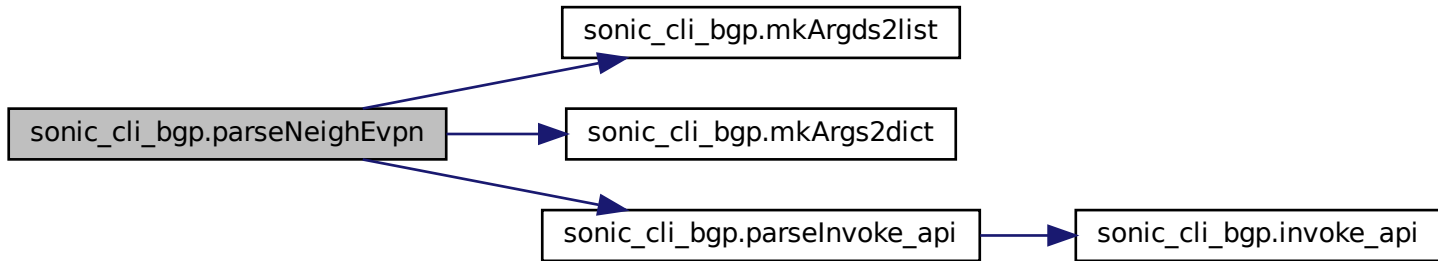 sonic_cli_bgp.mkArgds2list
sonic_cli_bgp.parseNeighEvpn
sonic_cli_bgp.mkArgs2dict
sonic_cli_bgp.parseInvoke_api
sonic_cli_bgp.invoke_api